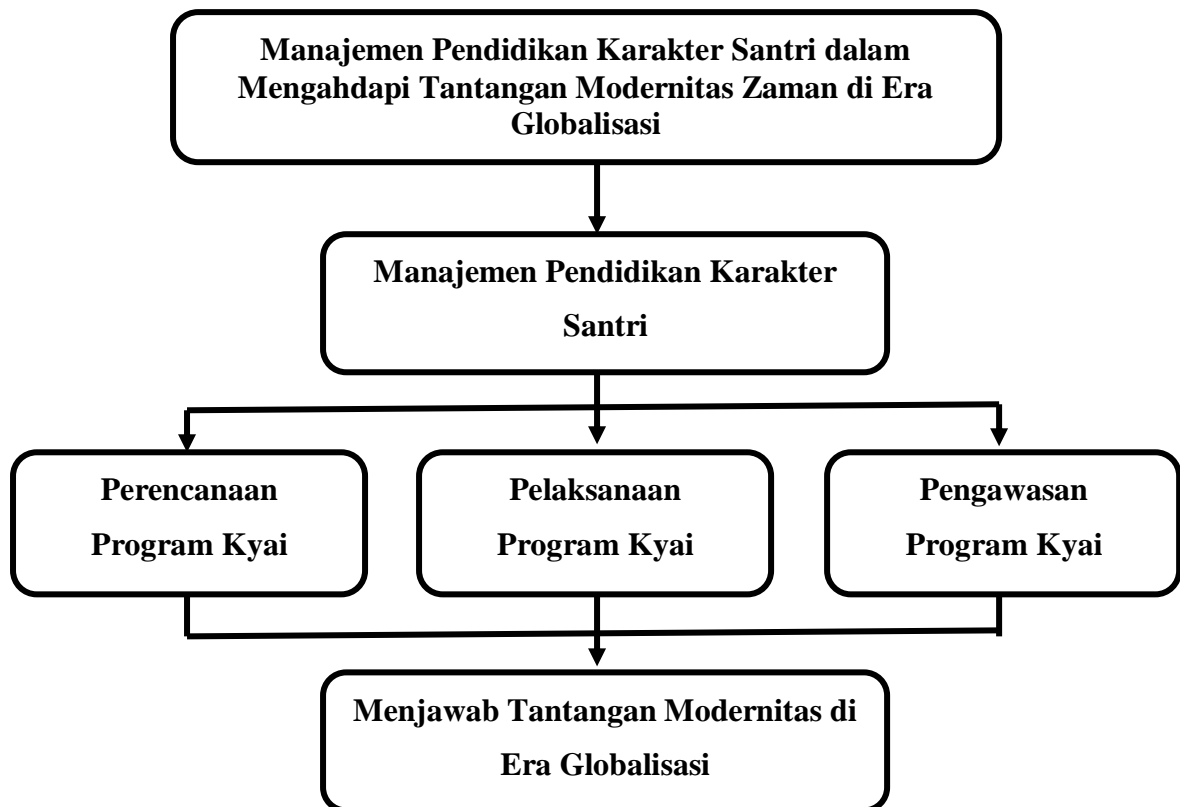 Manajemen Pendidikan Karakter Santri dalam
Mengahdapi Tantangan Modernitas Zaman di Era
Globalisasi
Manajemen Pendidikan Karakter
Santri
Perencanaan
Program Kyai
Pelaksanaan
Program Kyai
Pengawasan
Program Kyai
Menjawab Tantangan Modernitas di
Era Globalisasi